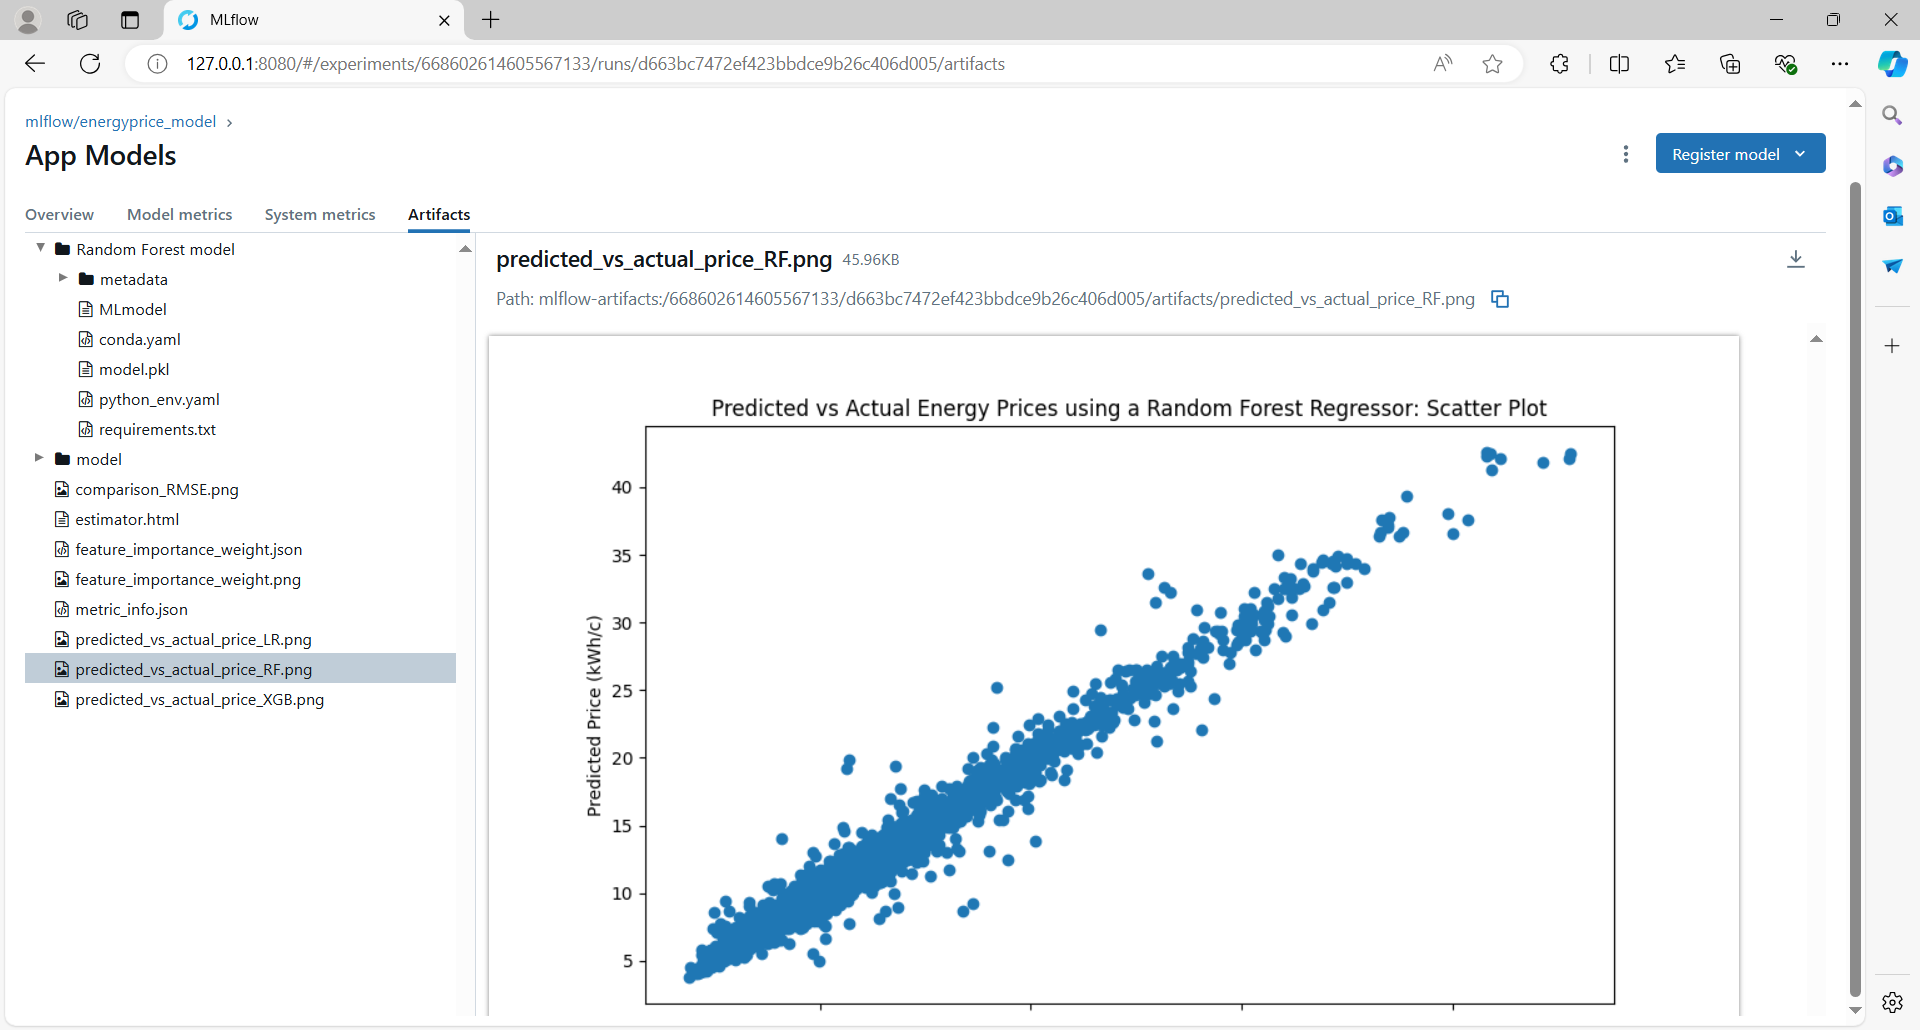 MLflow
127.0.0.1:8080/#/experiments/668602614605567133/runs/d663bc7472ef423bbdce9b26c406d005/artifacts
mlflow/energyprice_model
App Models
Register model
Overview Model metrics System metrics Artifacts
Random Forest model
metadata
MLmodel
conda.yaml
model.pkl
python_env.yaml
requirements.txt
model
comparison_RMSE.png
estimator.html
feature_importance_weight.json
feature_importance_weight.png
metric_info.json
predicted_vs_actual_price_LR.png
predicted_vs_actual_price_RF.png
predicted_vs_actual_price_XGB.png
predicted_vs_actual_price_RF.png 45.96KB
Path: mlflow-artifacts:/668602614605567133/d663bc7472ef423bbdce9b26c406d005/artifacts/predicted_vs_actual_price_RF.png
Predicted vs Actual Energy Prices using a Random Forest Regressor: Scatter Plot
Predicted Price (kWh/c)
40
35
30
25
20
15
10
5